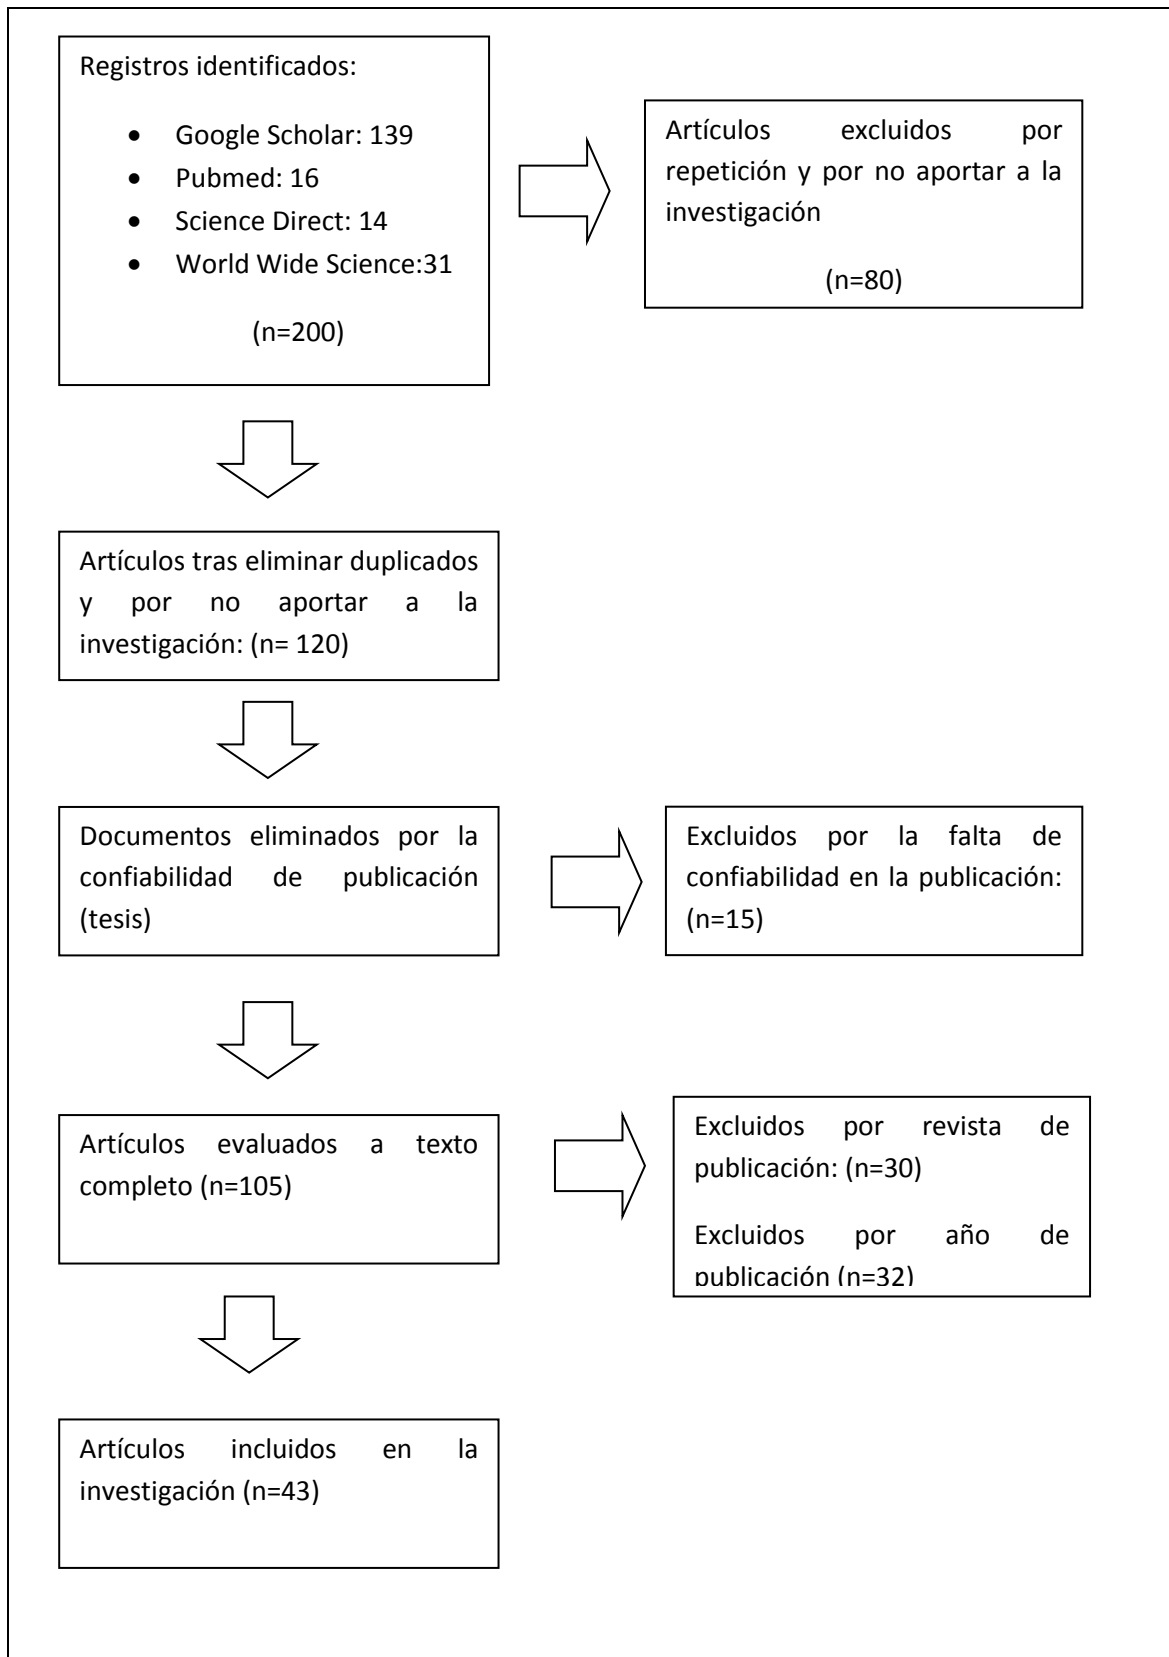 Registros identificados:
• Google Scholar: 139
• Pubmed: 16
• Science Direct: 14
• World Wide Science:31
(n=200)
Artículos excluidos por
repetición y por no aportar a la
investigación
(n=80)
Artículos tras eliminar duplicados
y por no aportar a la
investigación: (n= 120)
Documentos eliminados por la
confiabilidad de publicación
(tesis)
Excluidos por la falta de
confiabilidad en la publicación:
(n=15)
Artículos evaluados a texto
completo (n=105)
Excluidos por revista de
publicación: (n=30)
Excluidos por año de
publicación (n=32)
Artículos incluidos en la
investigación (n=43)